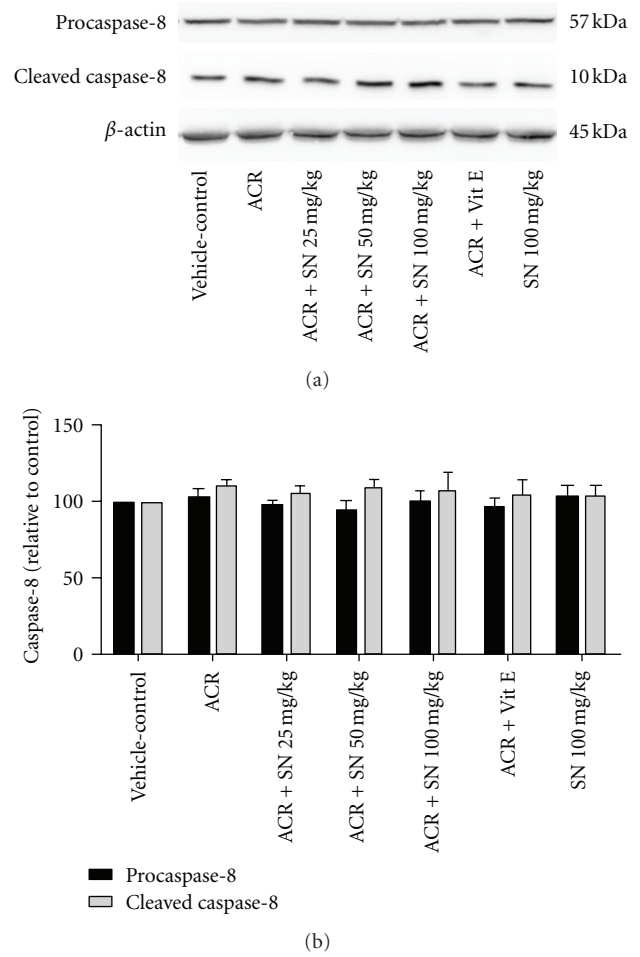 Procaspase-8 57 kDa
Cleaved caspase-8 10 kDa
β-actin 45 kDa
Vehicle-control
ACR
ACR + SN 25 mg/kg
ACR + SN 50 mg/kg
ACR + SN 100 mg/kg
ACR + Vit E
SN 100 mg/kg
(a)
Caspase-8 (relative to control)
150
100
50
0
Vehicle-control
ACR
ACR + SN 25 mg/kg
ACR + SN 50 mg/kg
ACR + SN 100 mg/kg
ACR + Vit E
SN 100 mg/kg
Procaspase-8
Cleaved caspase-8
(b)